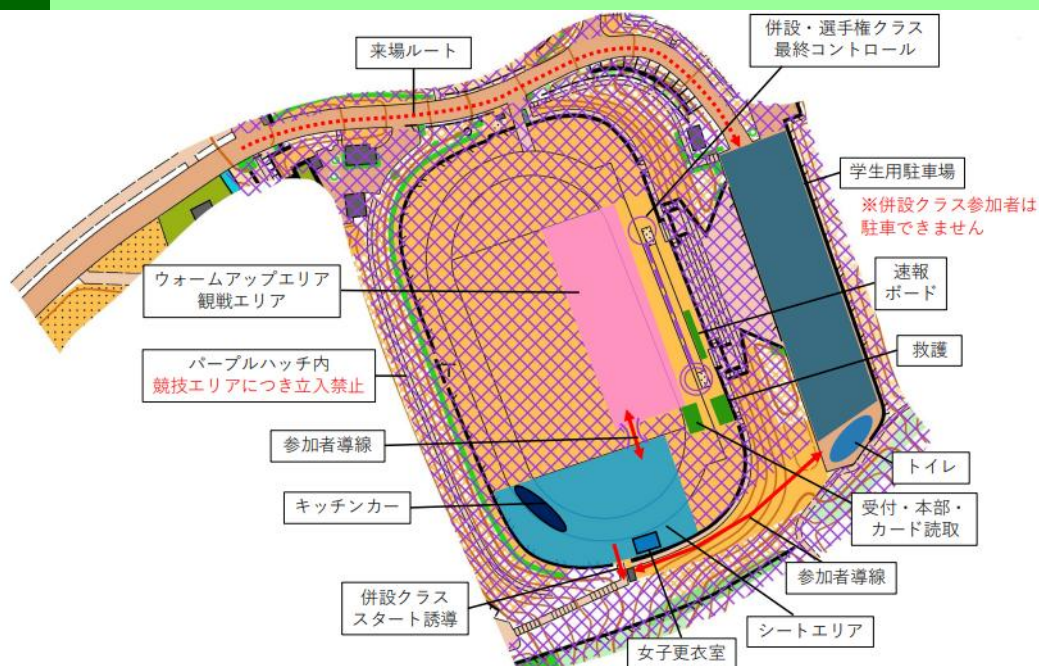 来場ルート
併設・選手権クラス
最終コントロール
学生用駐車場
※併設クラス参加者は
駐車できません
ウォームアップエリア
観戦エリア
速報
ボード
パープルハッチ内
競技エリアにつき立入禁止
救護
参加者導線
トイレ
キッチンカー
受付・本部・
カード読取
参加者導線
併設クラス
スタート誘導
シートエリア
女子更衣室